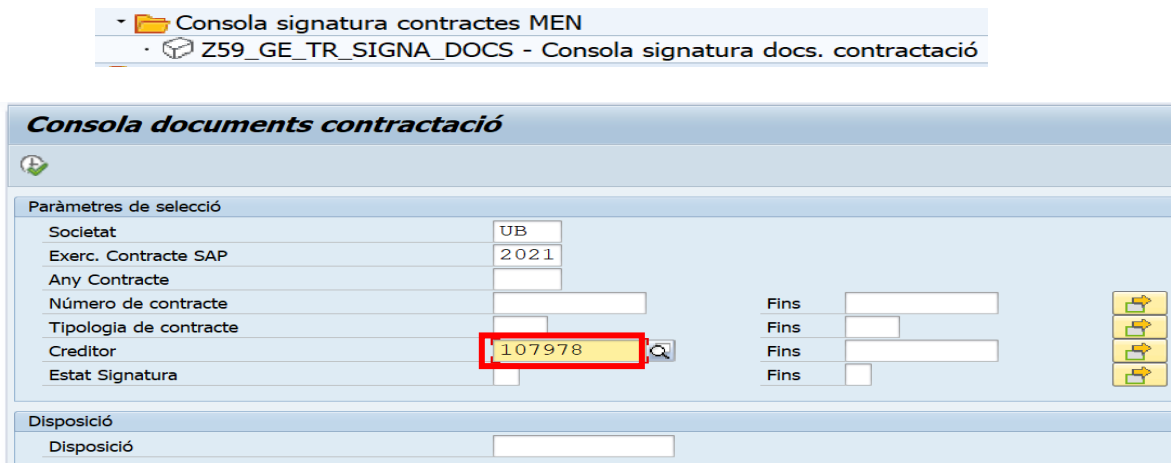 Consola signatura contractes MEN
Z59_GE_TR_SIGNA_DOCS - Consola signatura docs. contractació
Consola documents contractació
Paràmetres de selecció
Societat UB
Exerc. Contracte SAP 2021
Any Contracte
Número de contracte Fins
Tipologia de contracte Fins
Creditor 107978 Fins
Estat Signatura Fins
Disposició
Disposició